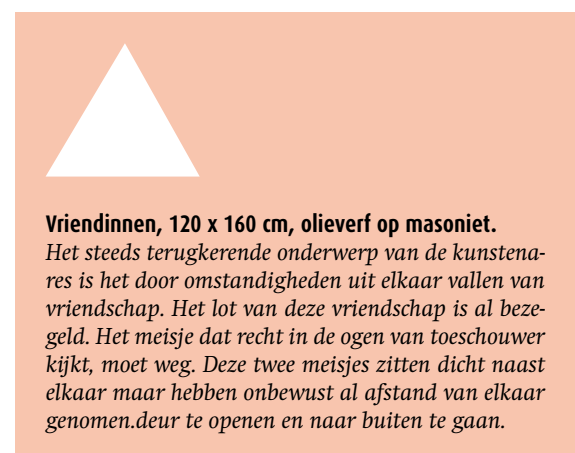 Vriendinnen, 120 x 160 cm, olieverf op masoniet.
Het steeds terugkerende onderwerp van de kunstena-
res is het door omstandigheden uit elkaar vallen van
vriendschap. Het lot van deze vriendschap is al beze-
geld. Het meisje dat recht in de ogen van toeschouwer
kijkt, moet weg. Deze twee meisjes zitten dicht naast
elkaar maar hebben onbewust al afstand van elkaar
genomen.deur te openen en naar buiten te gaan.